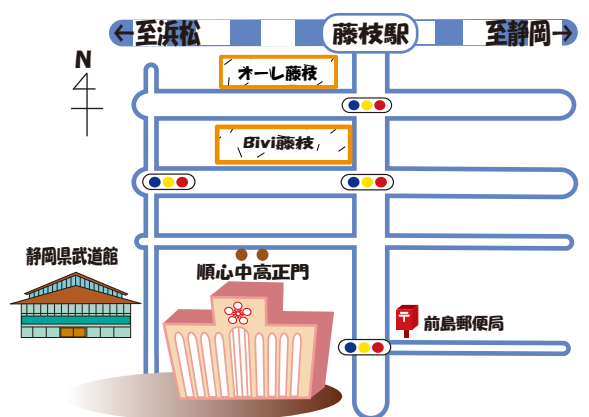 ←至浜松
藤枝駅
至静岡→
N
オーレ藤枝
Bivi藤枝
静岡県武道館
順心中高正門
〒
前島郵便局